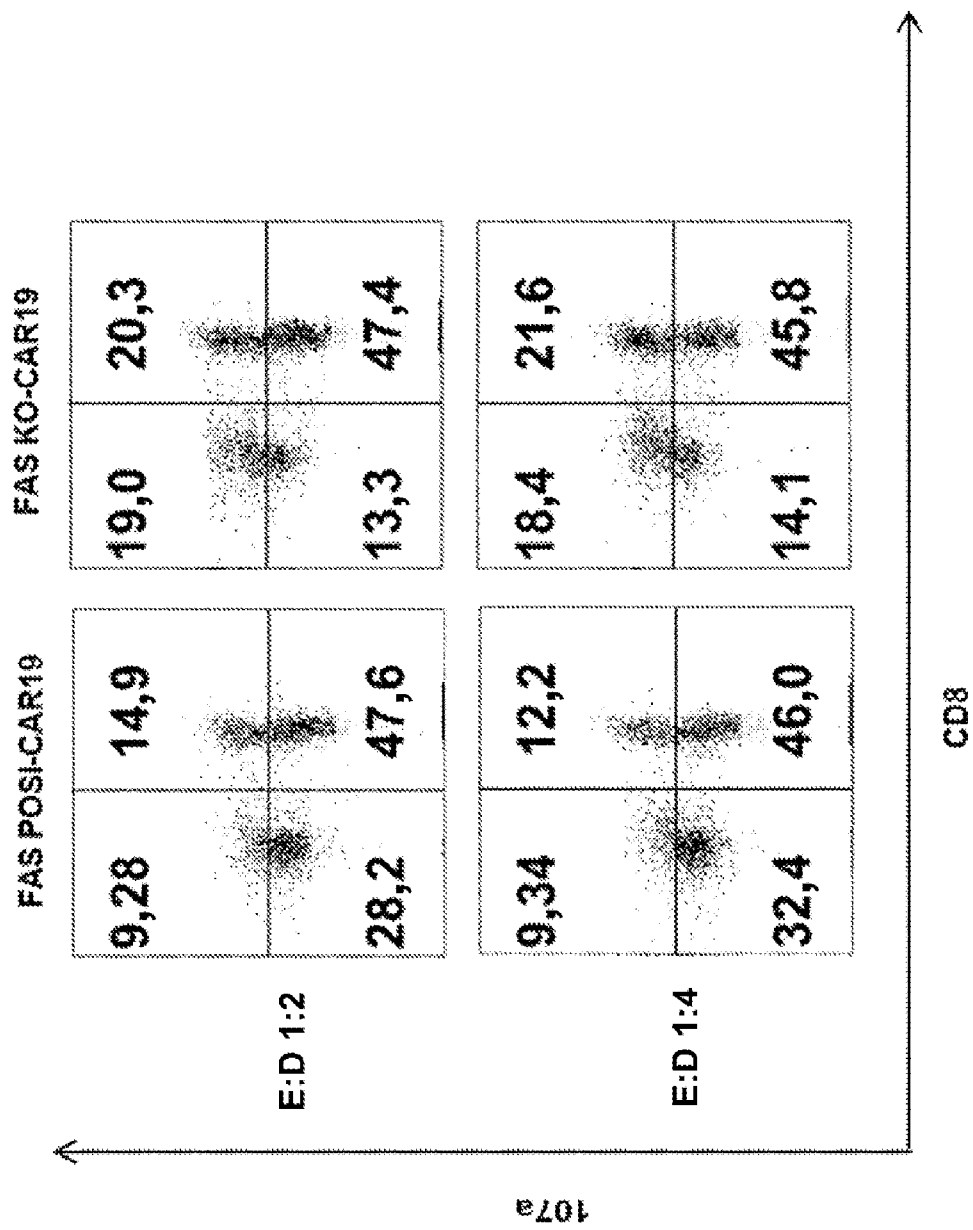 FAS POSI-CAR19 FAS KO-CAR19
9,28 14,9 19,0 20,3
E:D 1:2
28,2 47,6 13,3 47,4
9,34 12,2 18,4 21,6
E:D 1:4
32,4 46,0 14,1 45,8
107a
CD8